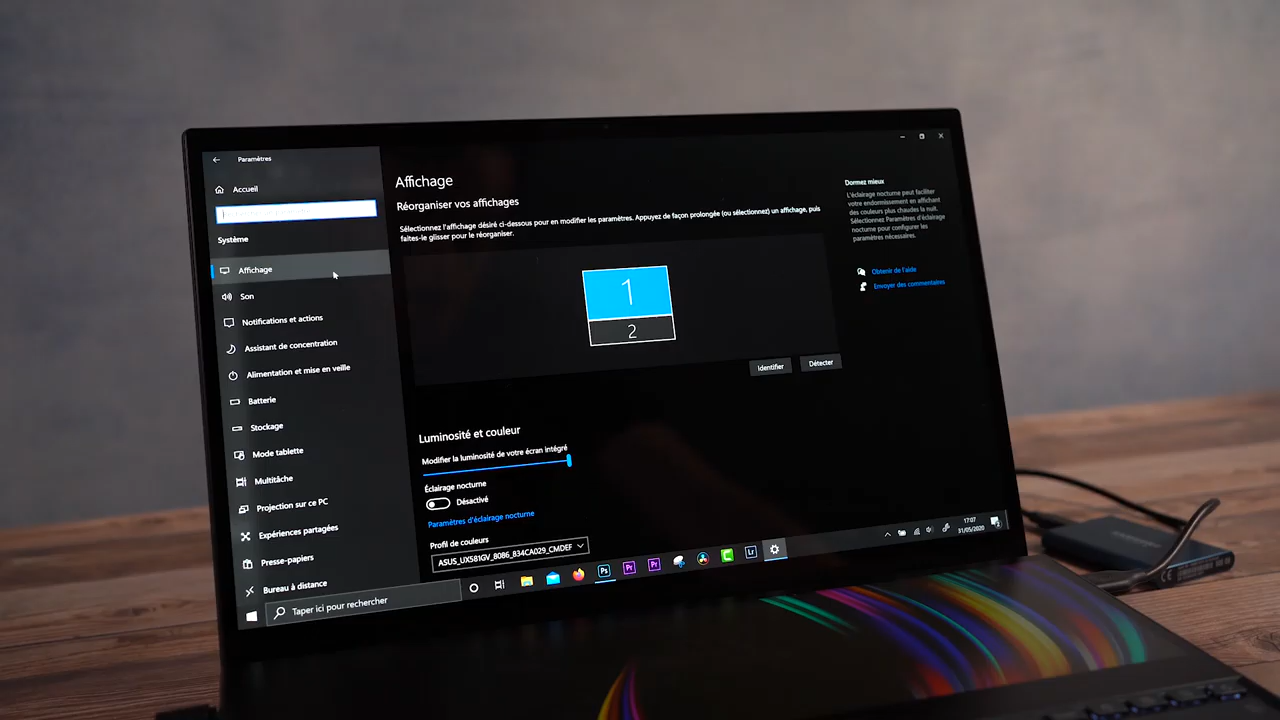 Paramètres
Accueil
Système
Affichage
Son
Notifications et actions
Assistant de concentration
Alimentation et mise en veille
Batterie
Stockage
Mode tablette
Multitâche
Projection sur ce PC
Expériences partagées
Presse-papiers
Bureau à distance
Affichage
Réorganiser vos affichages
Sélectionnez l'affichage désiré ci-dessous pour en modifier les paramètres. Appuyez de façon prolongée (ou sélectionnez) un affichage, puis
faites-le glisser pour le réorganiser.
1
2
Identifier
Détecter
Luminosité et couleur
Modifier la luminosité de votre écran intégré
Éclairage nocturne
Désactivé
Paramètres d'éclairage nocturne
Profil de couleurs
ASUS_UX581GV_8086_B34CA029_CMDEF
Dormez mieux
L'éclairage nocturne peut faciliter
votre endormissement en affichant
des couleurs plus chaudes la nuit.
Sélectionnez Paramètres d'éclairage
nocturne pour configurer les
paramètres nécessaires.
Obtenir de l'aide
Envoyer des commentaires
Taper ici pour rechercher
Ps
Pr
Pr
Lr
17:07
31/05/2020